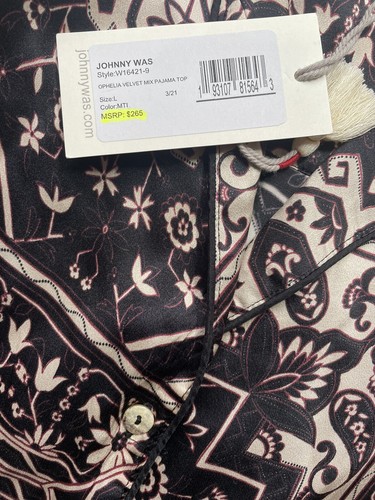 johnnywas.com
JOHNNY WAS
Style:W16421-9
OPHELIA VELVET MIX PAJAMA TOP
Size:L 3/21
Color:MTI
MSRP: $265
1 93107 81564 3